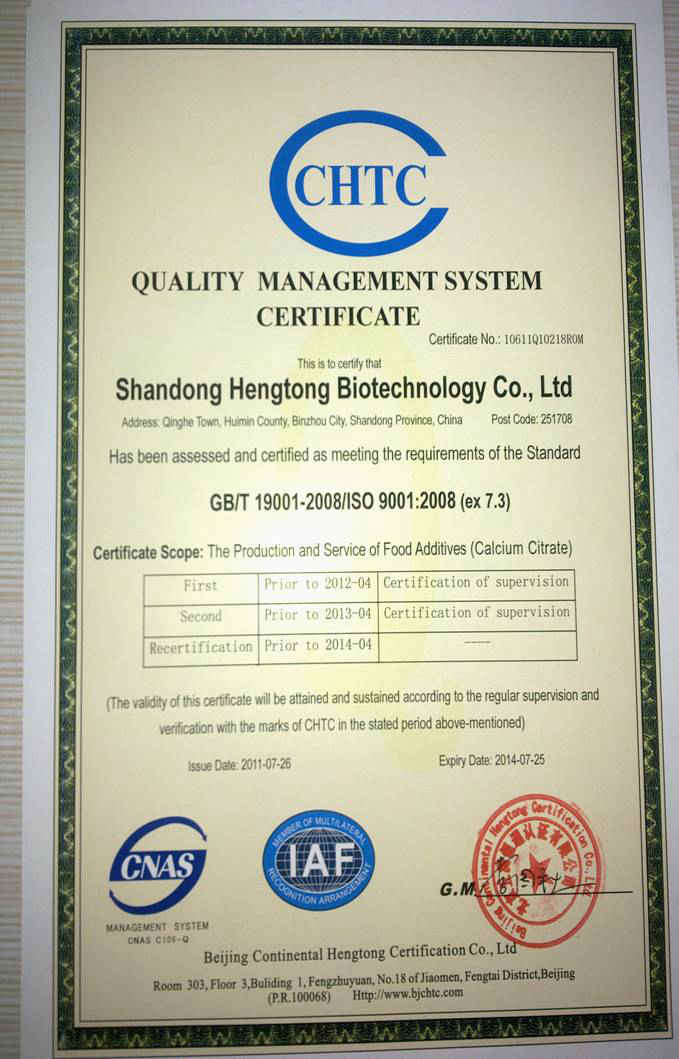 CHTC
QUALITY MANAGEMENT SYSTEM
CERTIFICATE
Certificate No.: 10611Q10218R0M
This is to certify that
Shandong Hengtong Biotechnology Co., Ltd
Address: Qinghe Town, Huimin County, Binzhou City, Shandong Province, China Post Code: 251708
Has been assessed and certified as meeting the requirements of the Standard
GB/T 19001-2008/ISO 9001:2008 (ex 7.3)
Certificate Scope: The Production and Service of Food Additives (Calcium Citrate)
First Prior to 2012-04 Certification of supervision
Second Prior to 2013-04 Certification of supervision
Recertification Prior to 2014-04 ----
(The validity of this certificate will be attained and sustained according to the regular supervision and
verification with the marks of CHTC in the stated period above-mentioned)
Issue Date: 2011-07-26 Expiry Date: 2014-07-25
CNAS
MANAGEMENT SYSTEM
CNAS C106-Q
MEMBER OF MULTILATERAL
IAF
RECOGNITION ARRANGEMENT
G.M.
Beijing Continental Hengtong Certification Co., Ltd
Beijing Continental Hengtong Certification Co., Ltd
Room 303, Floor 3,Buliding 1, Fengzhuyuan, No.18 of Jiaomen, Fengtai District,Beijing
(P.R.100068) Http://www.bjchtc.com